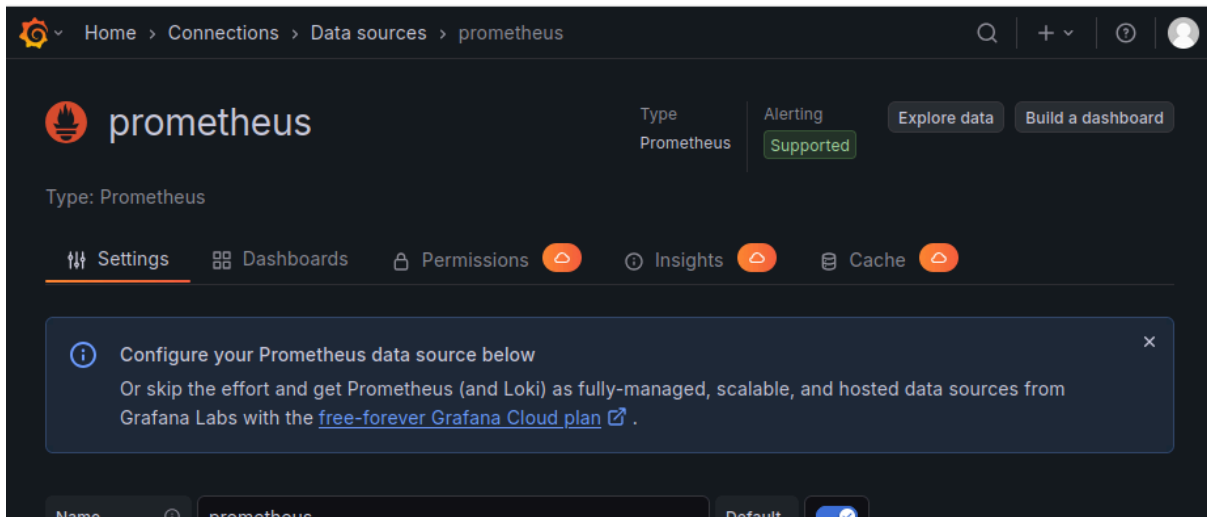 Home › Connections › Data sources › prometheus
prometheus
Type
Prometheus
Alerting
Supported
Explore data
Build a dashboard
Type: Prometheus
Settings Dashboards Permissions Insights Cache
Configure your Prometheus data source below
Or skip the effort and get Prometheus (and Loki) as fully-managed, scalable, and hosted data sources from
Grafana Labs with the free-forever Grafana Cloud plan .
Name prometheus Default